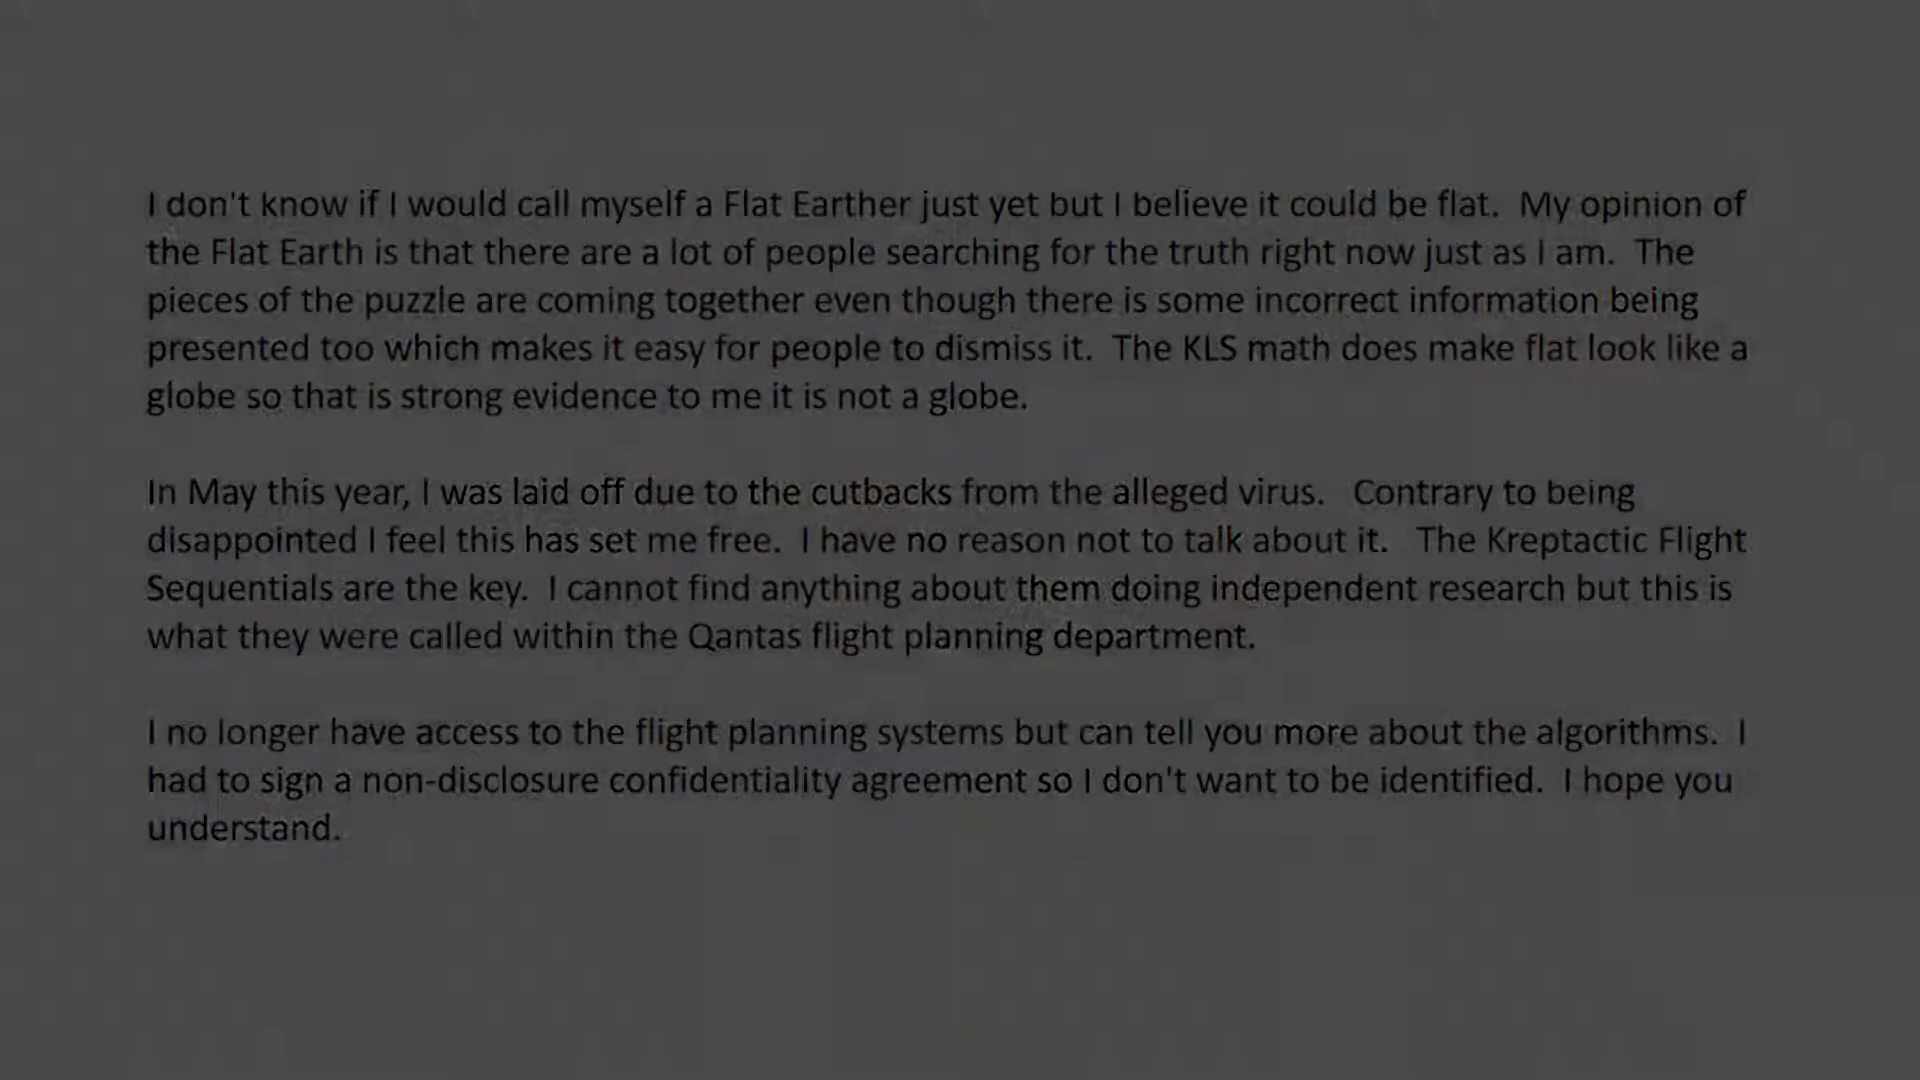 I don't know if I would call myself a Flat Earther just yet but I believe it could be flat.  My opinion of
the Flat Earth is that there are a lot of people searching for the truth right now just as I am.  The
pieces of the puzzle are coming together even though there is some incorrect information being
presented too which makes it easy for people to dismiss it.  The KLS math does make flat look like a
globe so that is strong evidence to me it is not a globe.
In May this year, I was laid off due to the cutbacks from the alleged virus.   Contrary to being
disappointed I feel this has set me free.  I have no reason not to talk about it.   The Kreptactic Flight
Sequentials are the key.  I cannot find anything about them doing independent research but this is
what they were called within the Qantas flight planning department.
I no longer have access to the flight planning systems but can tell you more about the algorithms.  I
had to sign a non-disclosure confidentiality agreement so I don't want to be identified.  I hope you
understand.